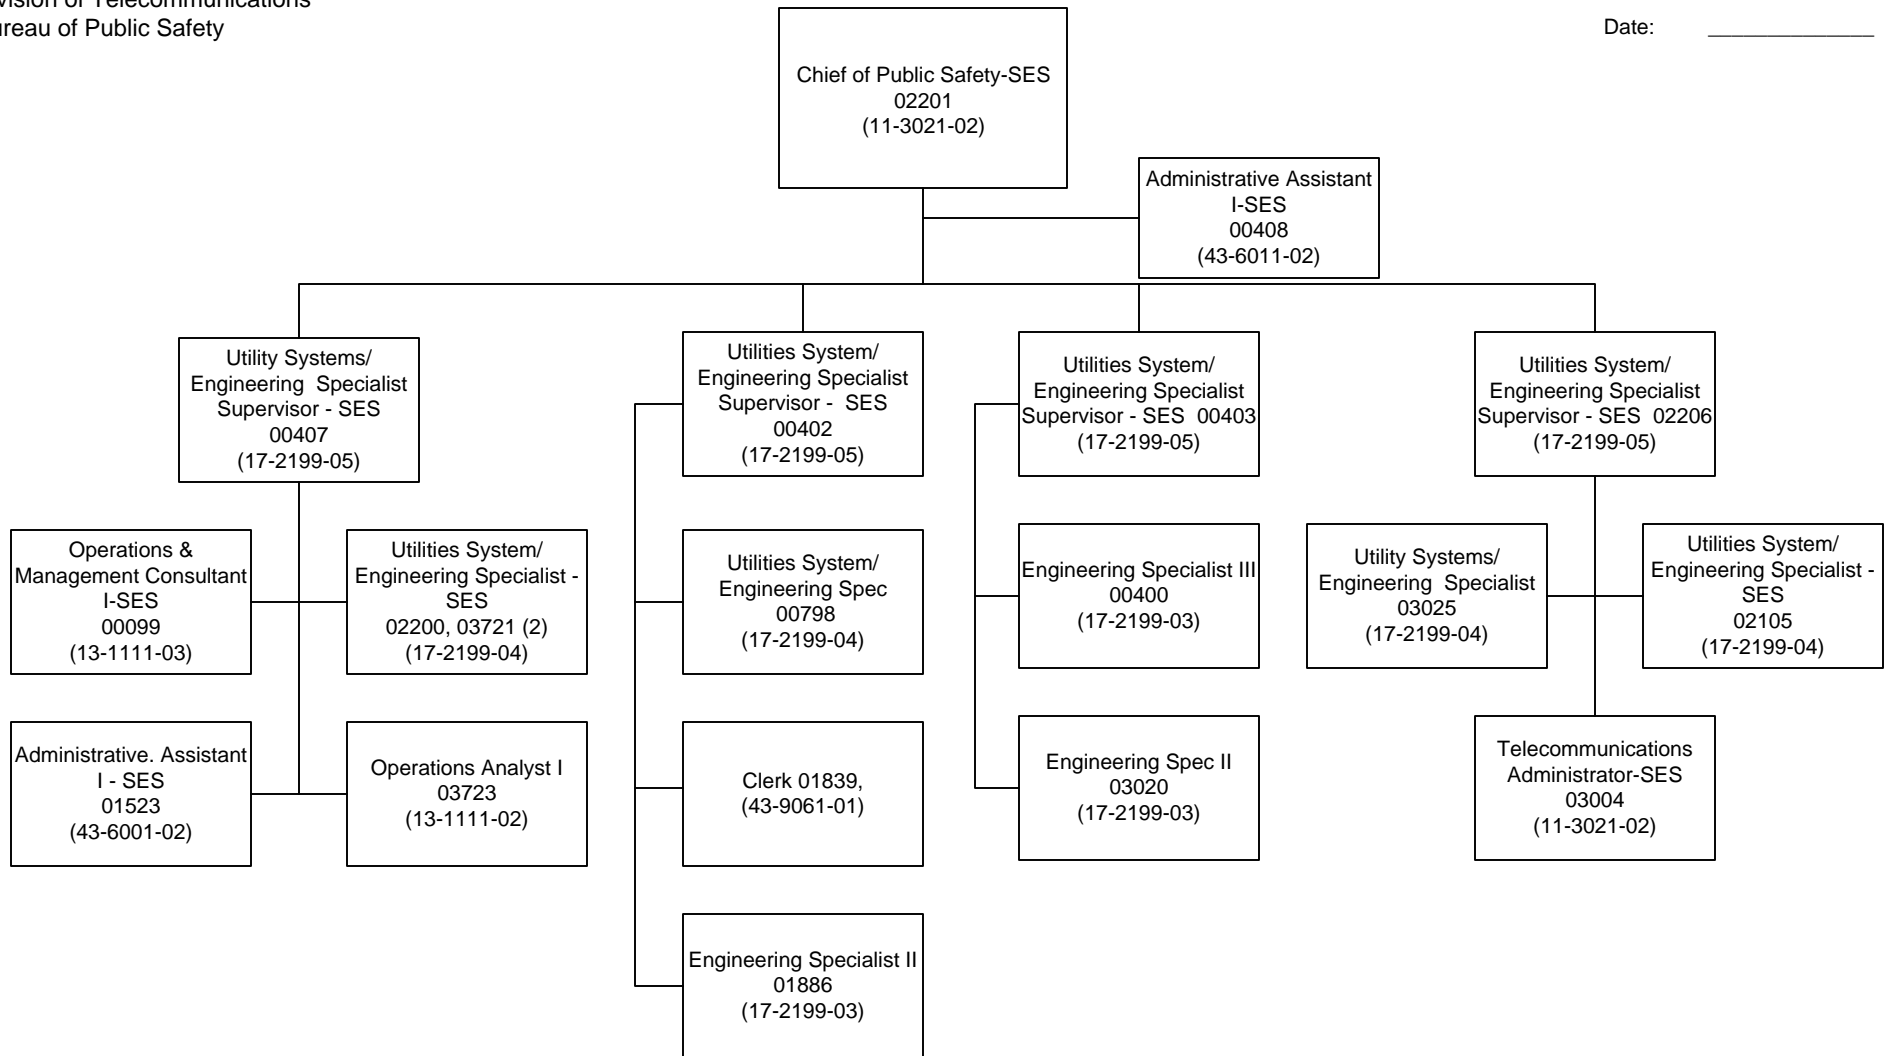 of Telecommunications
of Public Safety
Date: ______________
Chief of Public Safety-SES
02201
(11-3021-02)
Administrative Assistant
I-SES
00408
(43-6011-02)
Utility Systems/
Engineering Specialist
Supervisor - SES
00407
(17-2199-05)
Utilities System/
Engineering Specialist
Supervisor - SES
00402
(17-2199-05)
Utilities System/
Engineering Specialist
Supervisor - SES 00403
(17-2199-05)
Utilities System/
Engineering Specialist
Supervisor - SES 02206
(17-2199-05)
Operations &
Management Consultant
I-SES
00099
(13-1111-03)
Utilities System/
Engineering Specialist -
SES
02200, 03721 (2)
(17-2199-04)
Utilities System/
Engineering Spec
00798
(17-2199-04)
Engineering Specialist III
00400
(17-2199-03)
Utility Systems/
Engineering Specialist
03025
(17-2199-04)
Utilities System/
Engineering Specialist -
SES
02105
(17-2199-04)
Administrative. Assistant
I - SES
01523
(43-6001-02)
Operations Analyst I
03723
(13-1111-02)
Clerk 01839,
(43-9061-01)
Engineering Spec II
03020
(17-2199-03)
Telecommunications
Administrator-SES
03004
(11-3021-02)
Engineering Specialist II
01886
(17-2199-03)